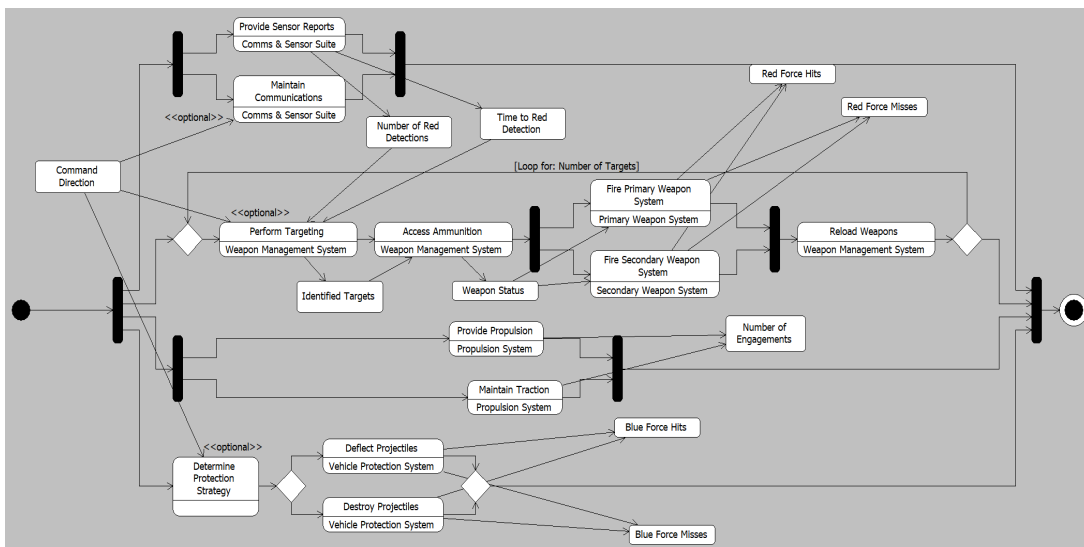 Provide Sensor Reports
Comms & Sensor Suite
Maintain
Communications
Comms & Sensor Suite
<<optional>>
Number of Red
Detections
Time to Red
Detection
Red Force Hits
Red Force Misses
Command
Direction
[Loop for: Number of Targets]
<<optional>>
Perform Targeting
Weapon Management System
Access Ammunition
Weapon Management System
Fire Primary Weapon
System
Primary Weapon System
Fire Secondary Weapon
System
Secondary Weapon System
Reload Weapons
Weapon Management System
Identified Targets
Weapon Status
Provide Propulsion
Propulsion System
Number of
Engagements
Maintain Traction
Propulsion System
<<optional>>
Determine
Protection
Strategy
Deflect Projectiles
Vehicle Protection System
Destroy Projectiles
Vehicle Protection System
Blue Force Hits
Blue Force Misses